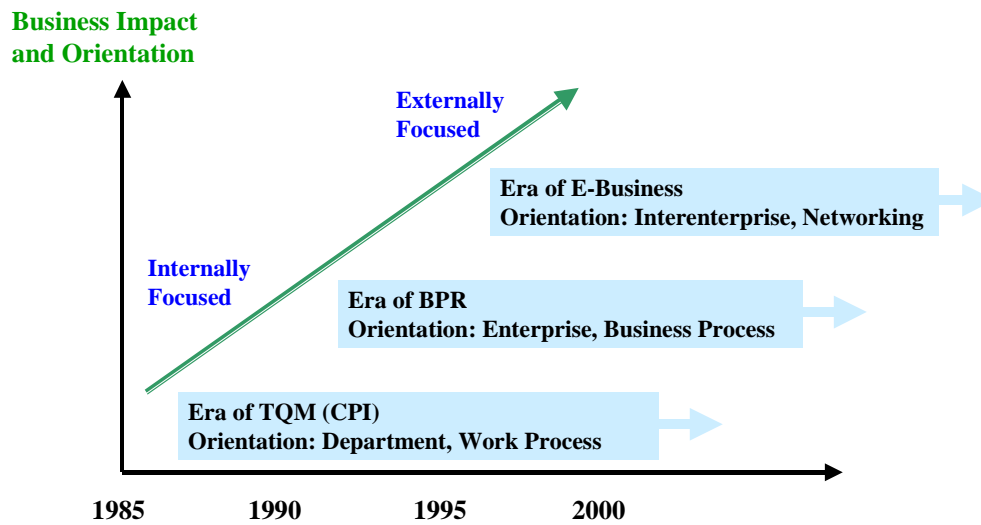 Business Impact
and Orientation
Externally
Focused
Era of E-Business
Orientation: Interenterprise, Networking
Internally
Focused
Era of BPR
Orientation: Enterprise, Business Process
Era of TQM (CPI)
Orientation: Department, Work Process
1985 1990 1995 2000